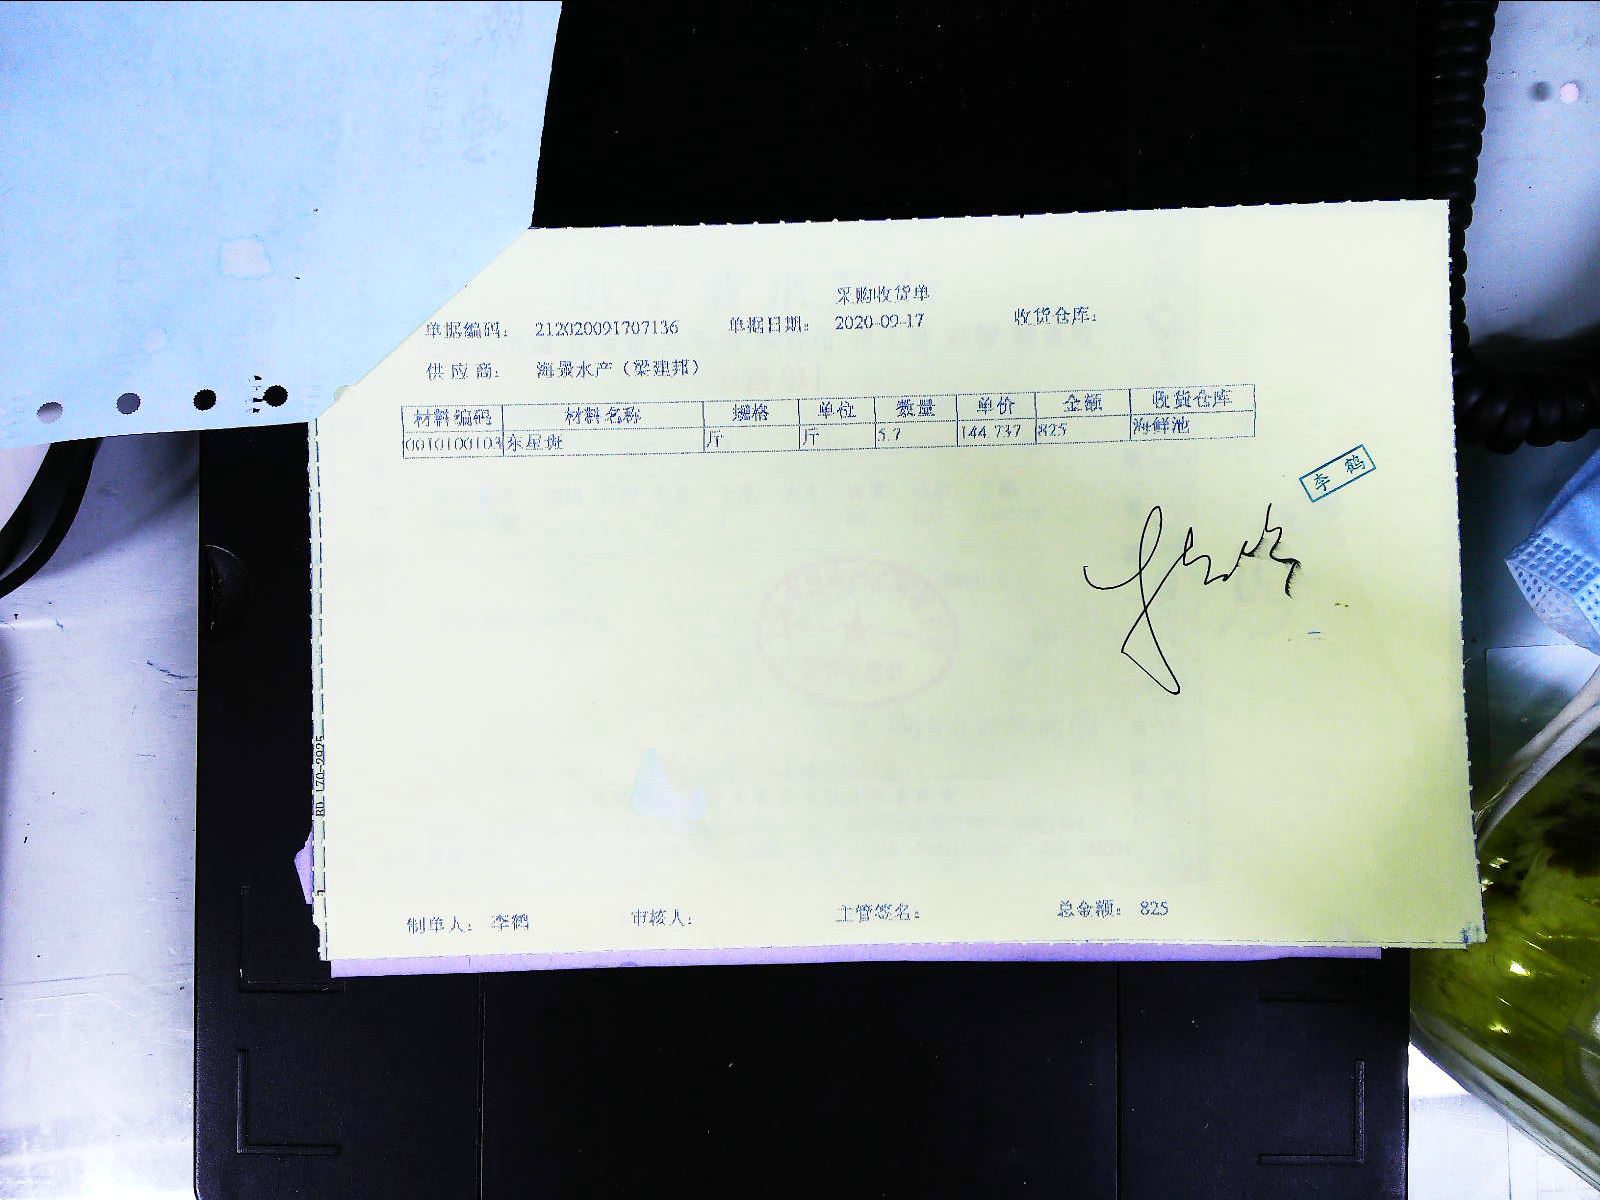 采购收货单
单据编码： 212020091707136 单据日期： 2020-09-17 收货仓库：
供应商： 海景水产（梁建邦）
材料编码 材料名称 规格 单位 数量 单价 金额 收货仓库
0010100103 东星斑 斤 斤 5.7 144.737 825 海鲜池
李鹤
制单人： 李鹤 审核人： 主管签名： 总金额： 825